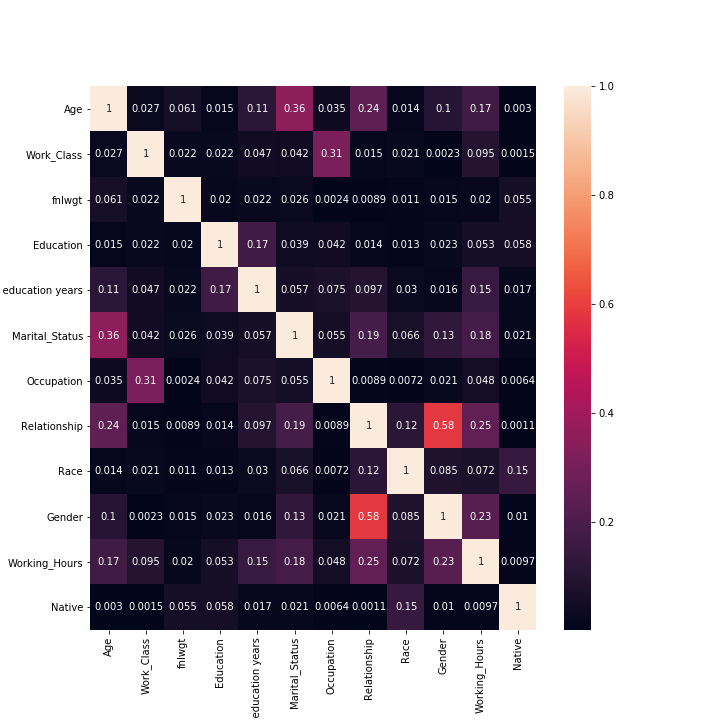 Age 1 0.027 0.061 0.015 0.11 0.36 0.035 0.24 0.014 0.1 0.17 0.003
Work_Class 0.027 1 0.022 0.022 0.047 0.042 0.31 0.015 0.021 0.0023 0.095 0.0015
fnlwgt 0.061 0.022 1 0.02 0.022 0.026 0.0024 0.0089 0.011 0.015 0.02 0.055
Education 0.015 0.022 0.02 1 0.17 0.039 0.042 0.014 0.013 0.023 0.053 0.058
education years 0.11 0.047 0.022 0.17 1 0.057 0.075 0.097 0.03 0.016 0.15 0.017
Marital_Status 0.36 0.042 0.026 0.039 0.057 1 0.055 0.19 0.066 0.13 0.18 0.021
Occupation 0.035 0.31 0.0024 0.042 0.075 0.055 1 0.0089 0.0072 0.021 0.048 0.0064
Relationship 0.24 0.015 0.0089 0.014 0.097 0.19 0.0089 1 0.12 0.58 0.25 0.0011
Race 0.014 0.021 0.011 0.013 0.03 0.066 0.0072 0.12 1 0.085 0.072 0.15
Gender 0.1 0.0023 0.015 0.023 0.016 0.13 0.021 0.58 0.085 1 0.23 0.01
Working_Hours 0.17 0.095 0.02 0.053 0.15 0.18 0.048 0.25 0.072 0.23 1 0.0097
Native 0.003 0.0015 0.055 0.058 0.017 0.021 0.0064 0.0011 0.15 0.01 0.0097 1
Age
Work_Class
fnlwgt
Education
education years
Marital_Status
Occupation
Relationship
Race
Gender
Working_Hours
Native
1.0
0.8
0.6
0.4
0.2